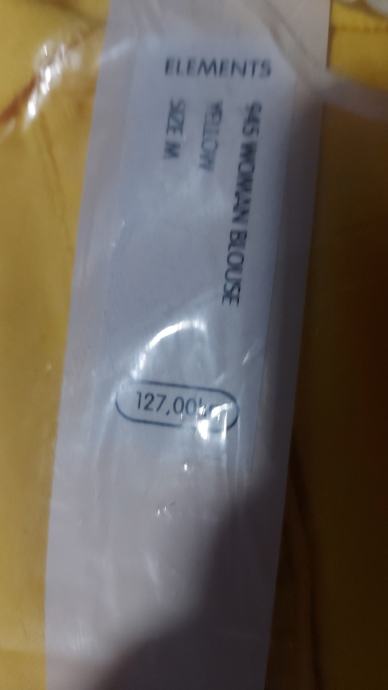 ELEMENTS
945 WOMAN BLOUSE
YELLOW
SIZE M
127,00